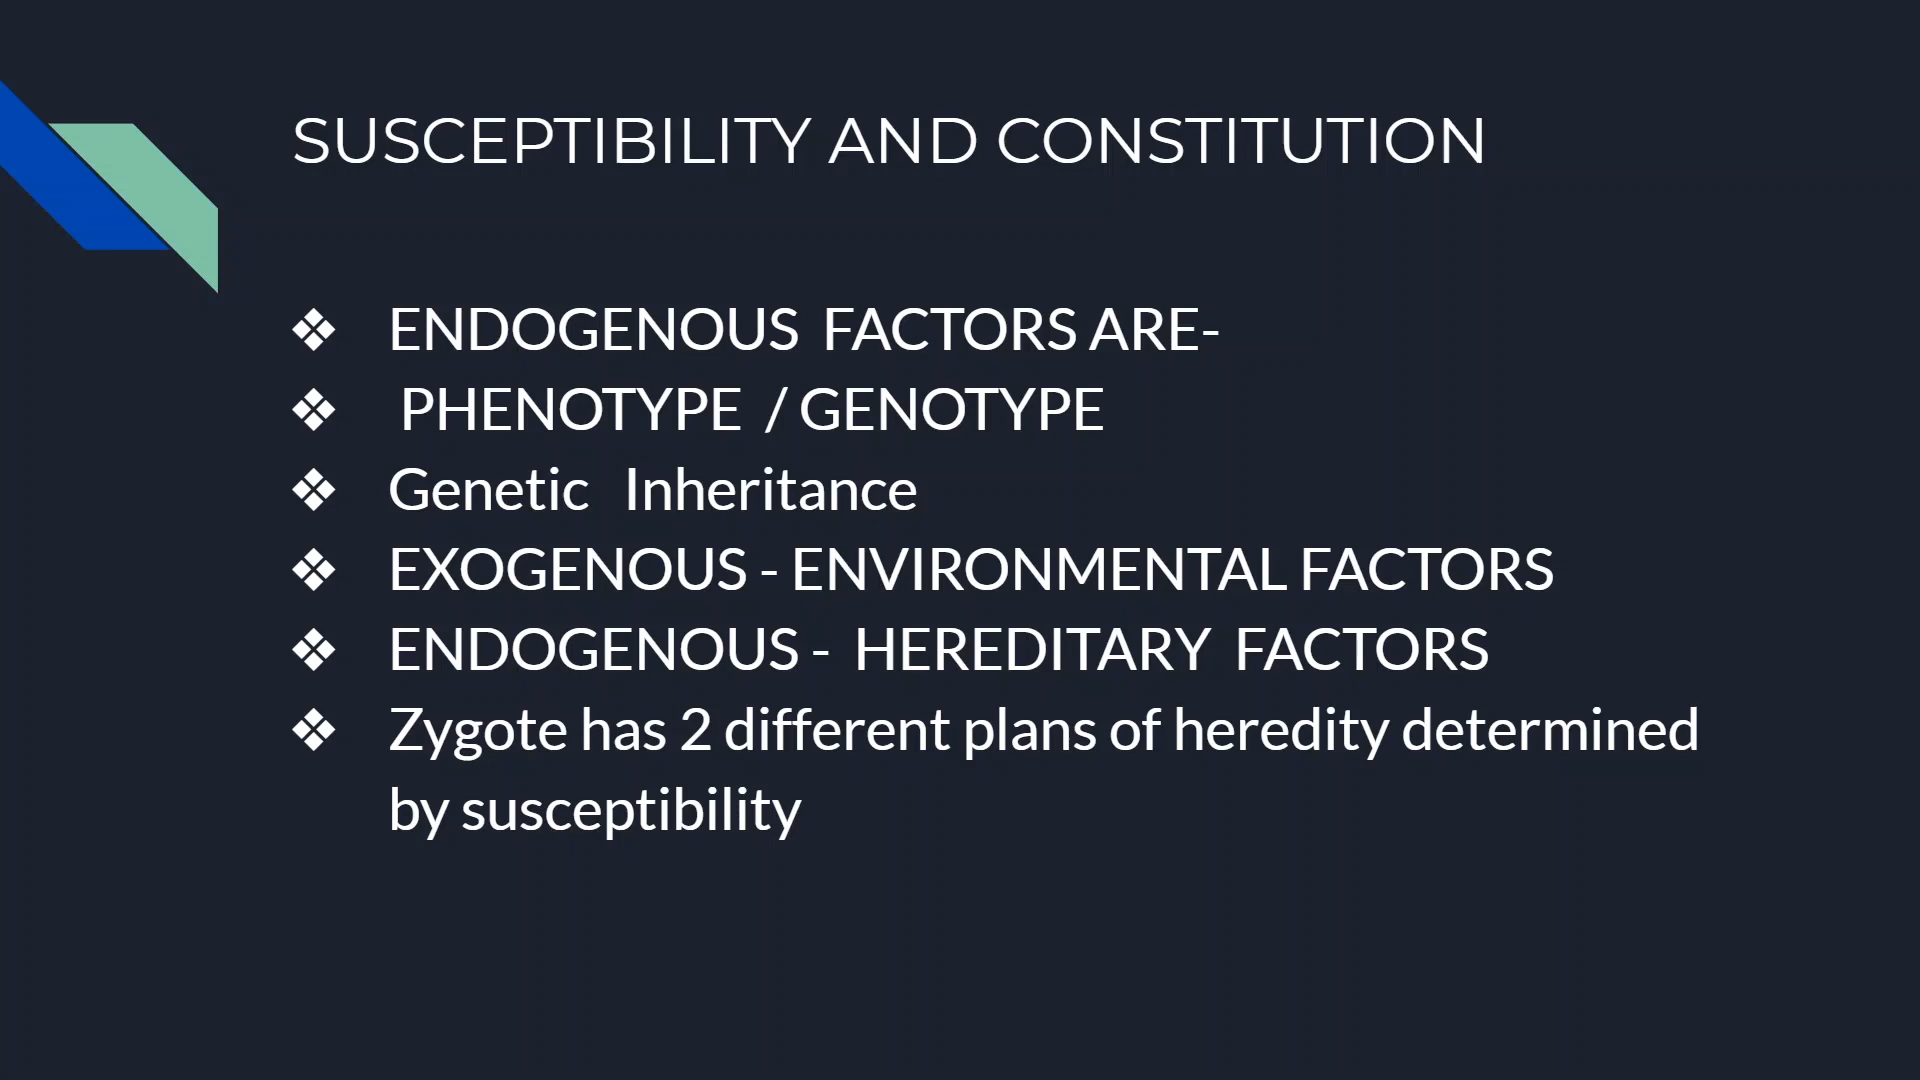 SUSCEPTIBILITY AND CONSTITUTION
❖ ENDOGENOUS FACTORS ARE-
❖ PHENOTYPE / GENOTYPE
❖ Genetic Inheritance
❖ EXOGENOUS - ENVIRONMENTAL FACTORS
❖ ENDOGENOUS - HEREDITARY FACTORS
❖ Zygote has 2 different plans of heredity determined
by susceptibility